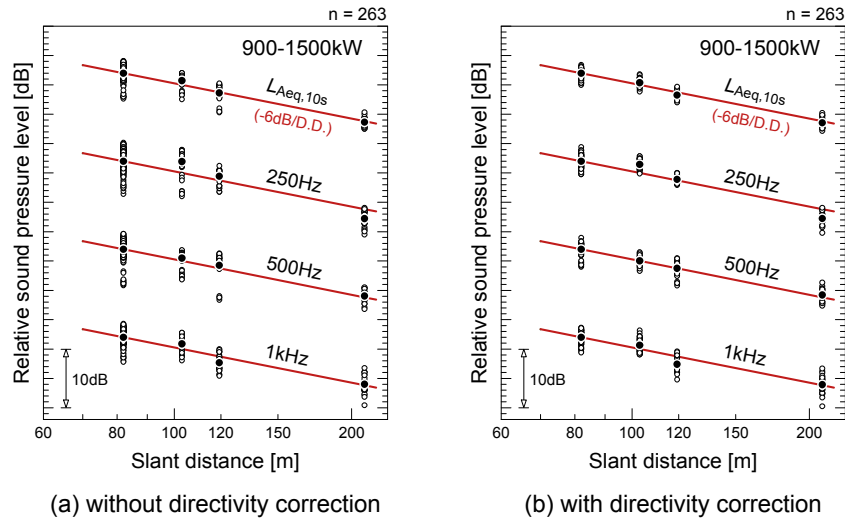 n = 263
900-1500kW
Relative sound pressure level [dB]
LAeq,10s
(-6dB/D.D.)
250Hz
500Hz
1kHz
10dB
60 80 100 120 150 200
Slant distance [m]
(a) without directivity correction
n = 263
900-1500kW
Relative sound pressure level [dB]
LAeq,10s
(-6dB/D.D.)
250Hz
500Hz
1kHz
10dB
60 80 100 120 150 200
Slant distance [m]
(b) with directivity correction